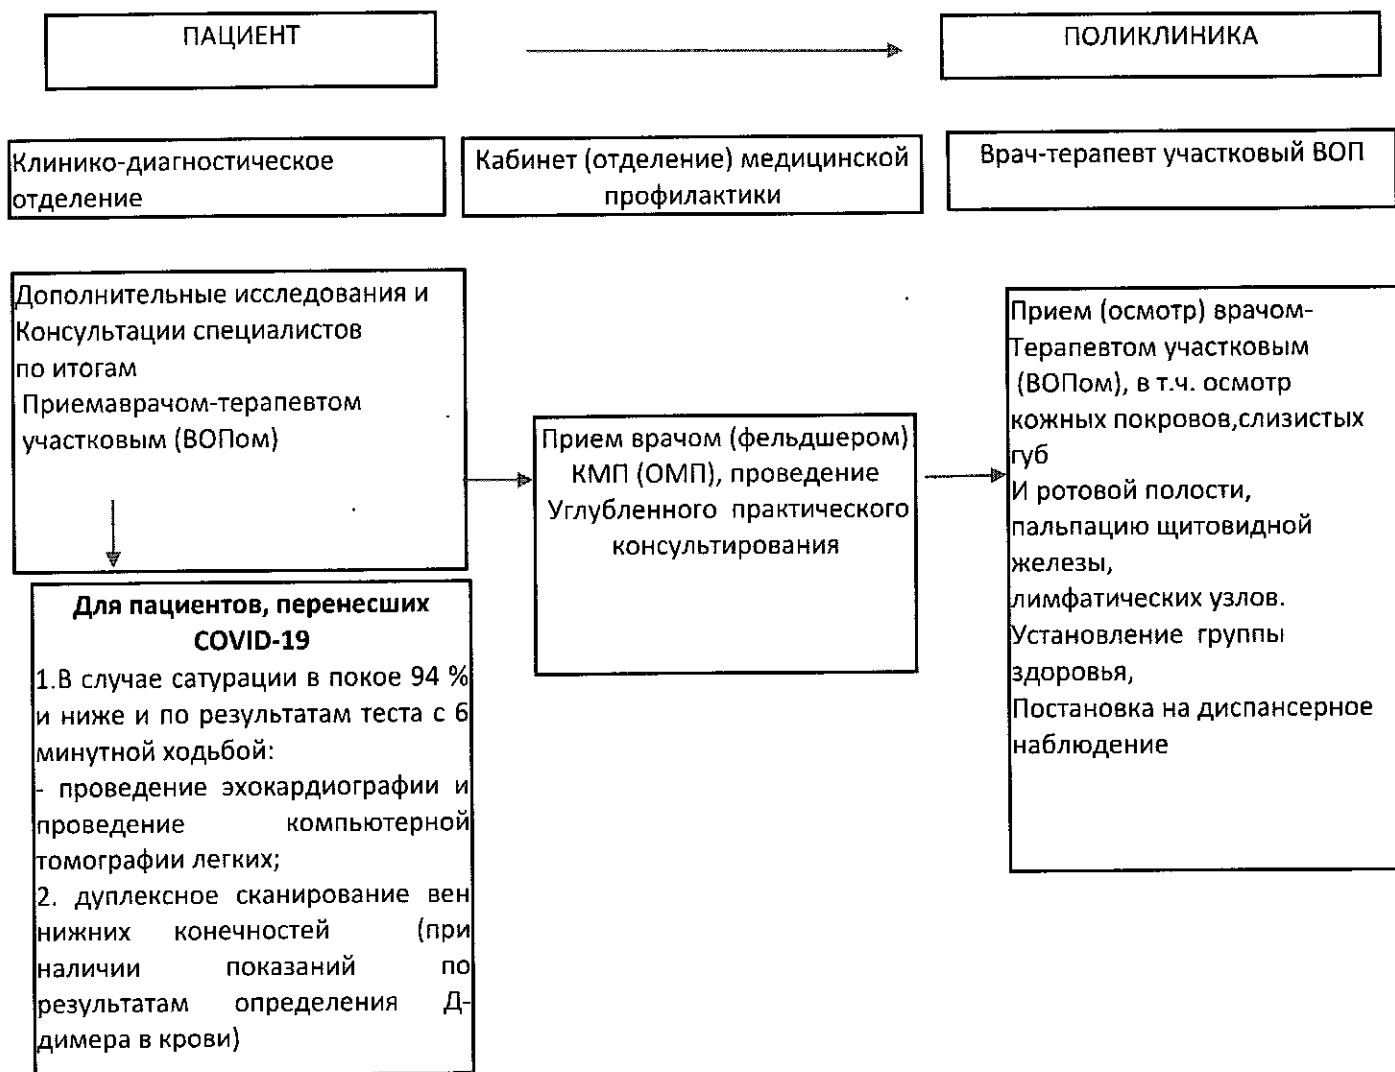 ПАЦИЕНТ
ПОЛИКЛИНИКА
Клинико-диагностическое
отделение
Кабинет (отделение) медицинской
профилактики
Врач-терапевт участковый ВОП
Дополнительные исследования и
Консультации специалистов
по итогам
Приемаврачом-терапевтом
участковым (ВОПом)
Для пациентов, перенесших
COVID-19
1.В случае сатурации в покое 94 %
и ниже и по результатам теста с 6
минутной ходьбой:
- проведение эхокардиографии и
проведение компьютерной
томографии легких;
2. дуплексное сканирование вен
нижних конечностей (при
наличии показаний по
результатам определения Д-
димера в крови)
Прием врачом (фельдшером)
КМП (ОМП), проведение
Углубленного практического
консультирования
Прием (осмотр) врачом-
Терапевтом участковым
(ВОПом), в т.ч. осмотр
кожных покровов,слизистых
губ
И ротовой полости,
пальпацию щитовидной
железы,
лимфатических узлов.
Установление группы
здоровья,
Постановка на диспансерное
наблюдение